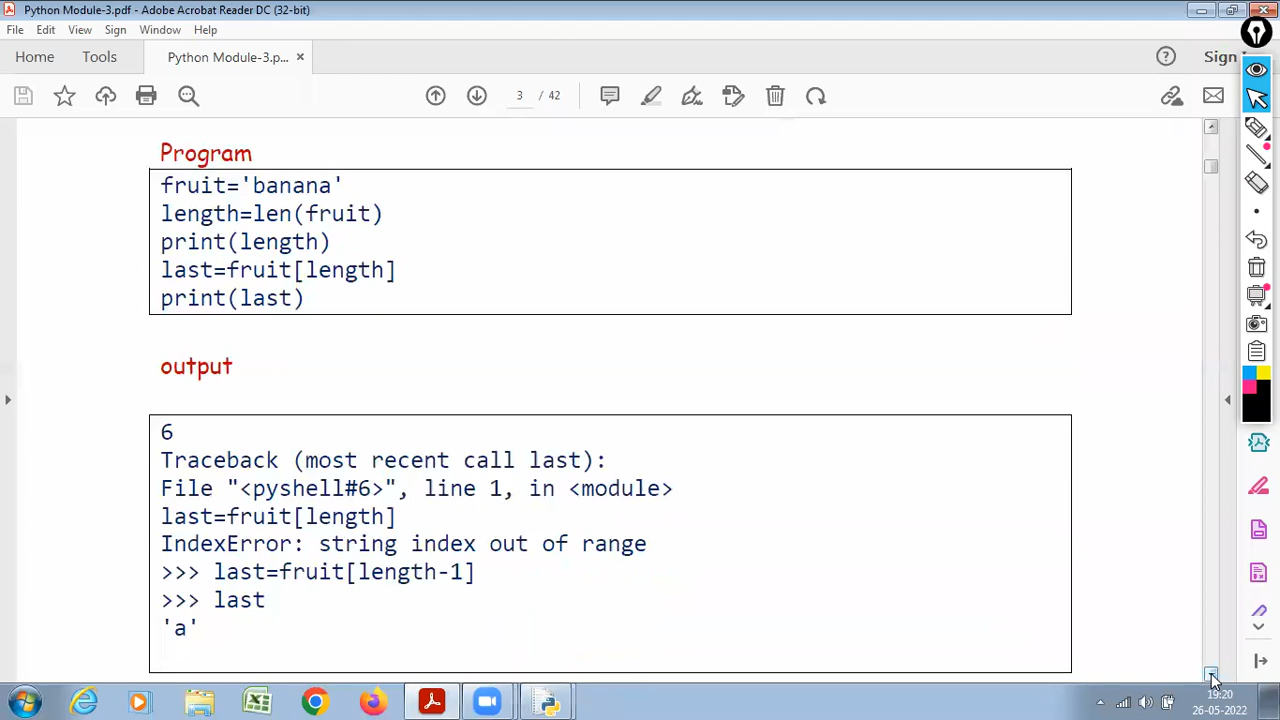 Python Module-3.pdf - Adobe Acrobat Reader DC (32-bit)
File Edit View Sign Window Help
Home Tools Python Module-3.p... × Sign
3 / 42
Program
fruit='banana'
length=len(fruit)
print(length)
last=fruit[length]
print(last)
output
6
Traceback (most recent call last):
File "<pyshell#6>", line 1, in <module>
last=fruit[length]
IndexError: string index out of range
>>> last=fruit[length-1]
>>> last
'a'
19:20
26-05-2022